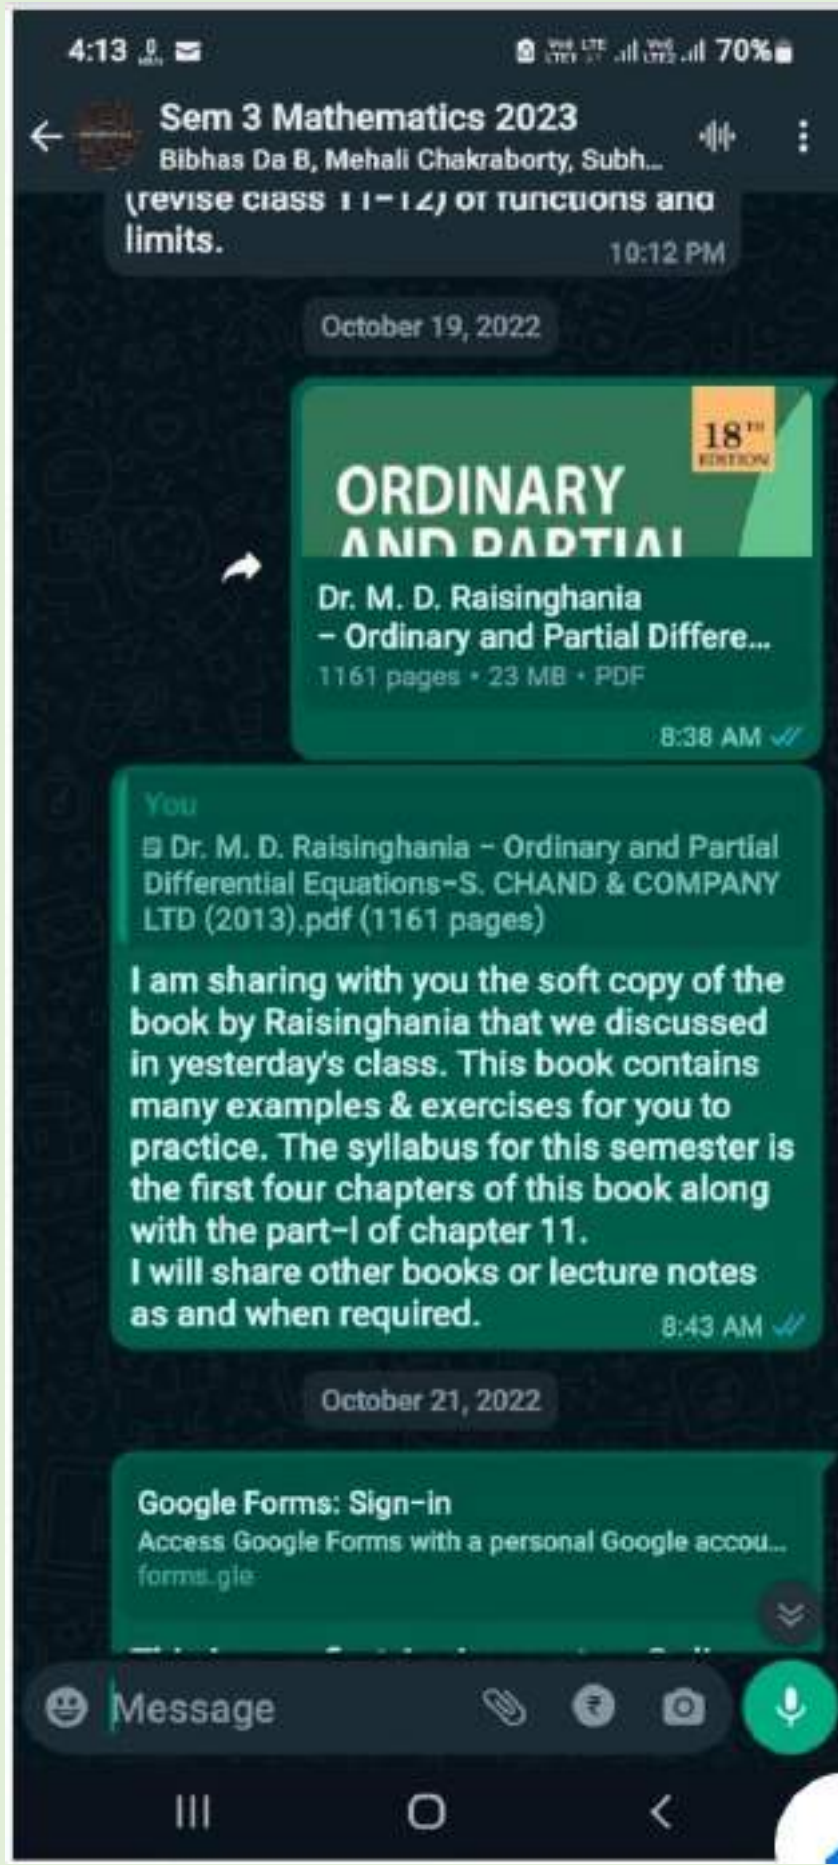 4:13
70%
Sem 3 Mathematics 2023
Bibhas Da B, Mehali Chakraborty, Subh...
(revise class 11-12) of functions and
limits.
10:12 PM
October 19, 2022
18TH
EDITION
ORDINARY
AND PARTIAL
Dr. M. D. Raisinghania
– Ordinary and Partial Differe...
1161 pages • 23 MB • PDF
8:38 AM
You
Dr. M. D. Raisinghania – Ordinary and Partial
Differential Equations-S. CHAND & COMPANY
LTD (2013).pdf (1161 pages)
I am sharing with you the soft copy of the
book by Raisinghania that we discussed
in yesterday's class. This book contains
many examples & exercises for you to
practice. The syllabus for this semester is
the first four chapters of this book along
with the part-I of chapter 11.
I will share other books or lecture notes
as and when required.
8:43 AM
October 21, 2022
Google Forms: Sign-in
Access Google Forms with a personal Google accou...
forms.gle
Message